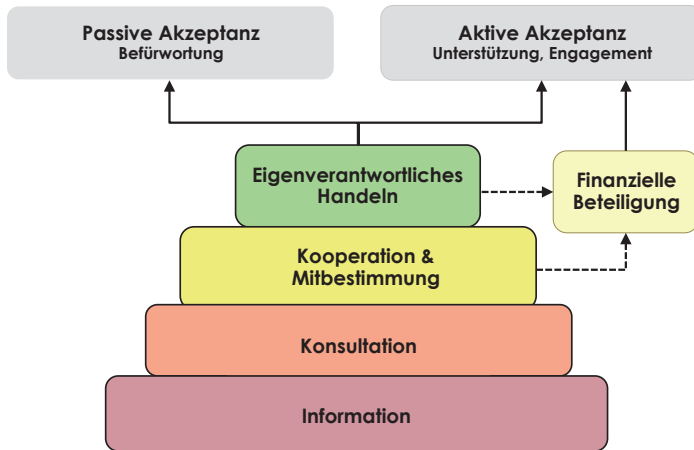 Passive Akzeptanz
Befürwortung
Aktive Akzeptanz
Unterstützung, Engagement
Eigenverantwortliches
Handeln
Finanzielle
Beteiligung
Kooperation &
Mitbestimmung
Konsultation
Information